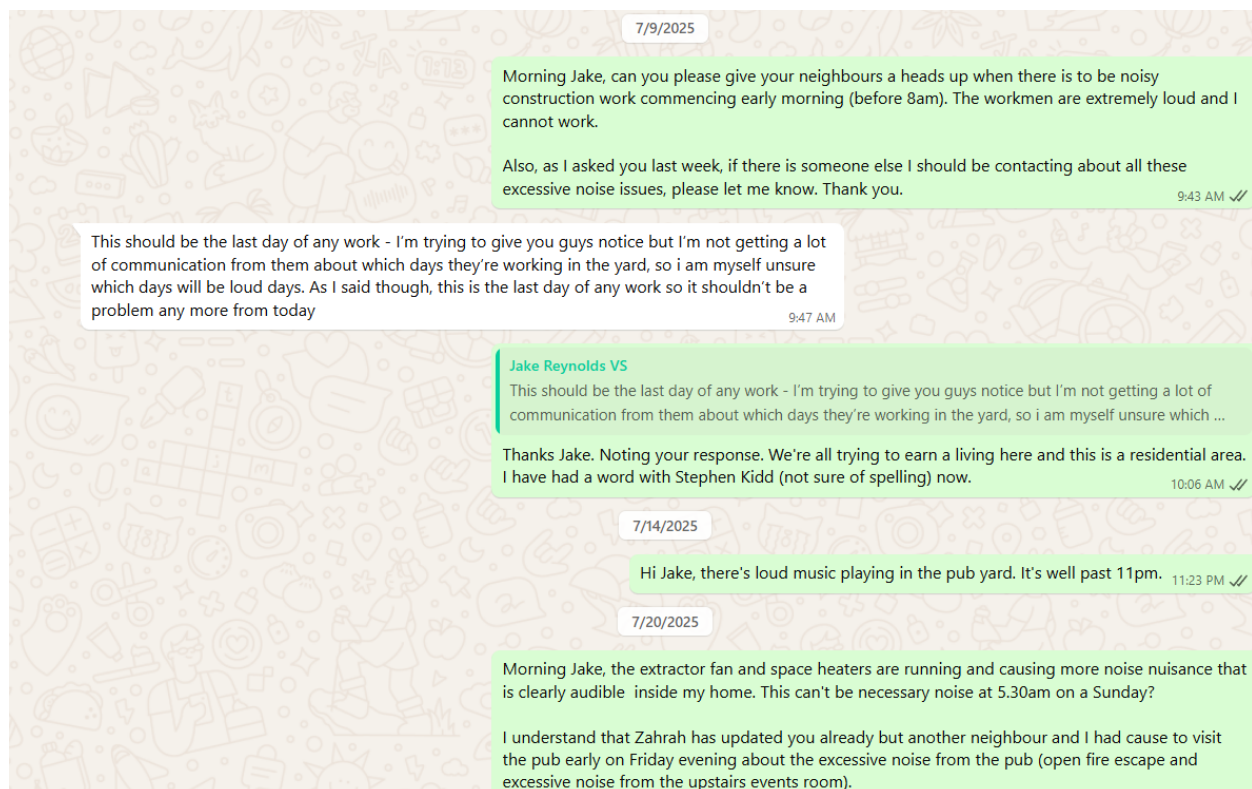 7/9/2025
Morning Jake, can you please give your neighbours a heads up when there is to be noisy
construction work commencing early morning (before 8am). The workmen are extremely loud and I
cannot work.
Also, as I asked you last week, if there is someone else I should be contacting about all these
excessive noise issues, please let me know. Thank you.
9:43 AM
This should be the last day of any work - I'm trying to give you guys notice but I'm not getting a lot
of communication from them about which days they're working in the yard, so i am myself unsure
which days will be loud days. As I said though, this is the last day of any work so it shouldn't be a
problem any more from today
9:47 AM
Jake Reynolds VS
This should be the last day of any work - I'm trying to give you guys notice but I'm not getting a lot of
communication from them about which days they're working in the yard, so i am myself unsure which ...
Thanks Jake. Noting your response. We're all trying to earn a living here and this is a residential area.
I have had a word with Stephen Kidd (not sure of spelling) now.
10:06 AM
7/14/2025
Hi Jake, there's loud music playing in the pub yard. It's well past 11pm.
11:23 PM
7/20/2025
Morning Jake, the extractor fan and space heaters are running and causing more noise nuisance that
is clearly audible  inside my home. This can't be necessary noise at 5.30am on a Sunday?
I understand that Zahrah has updated you already but another neighbour and I had cause to visit
the pub early on Friday evening about the excessive noise from the pub (open fire escape and
excessive noise from the upstairs events room).